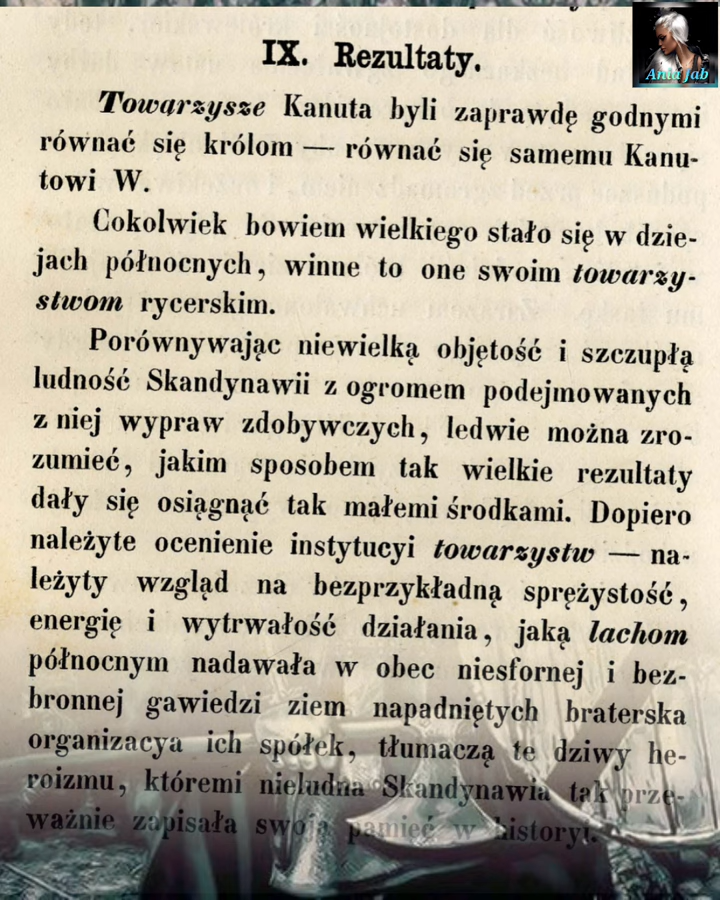 Ania jab
IX. Rezultaty.
Towarzysze Kanuta byli zaprawdę godnymi
równać się królom — równać się samemu Kanu-
towi W.
Cokolwiek bowiem wielkiego stało się w dzie-
jach północnych, winne to one swoim towarzy-
stwom rycerskim.
Porównywając niewielką objętość i szczupłą
ludność Skandynawii z ogromem podejmowanych
z niej wypraw zdobywczych, ledwie można zro-
zumieć, jakim sposobem tak wielkie rezultaty
dały się osiągnąć tak małemi środkami. Dopiero
należyte ocenienie instytucyi towarzystw — na-
leżyty wzgląd na bezprzykładną sprężystość,
energię i wytrwałość działania, jaką lachom
północnym nadawała w obec niesfornej i bez-
bronnej gawiedzi ziem napadniętych braterska
organizacya ich spółek, tłumaczą te dziwy he-
roizmu, któremi nieludna Skandynawia tak prze-
ważnie zapisała swoją pamięć w historyi.